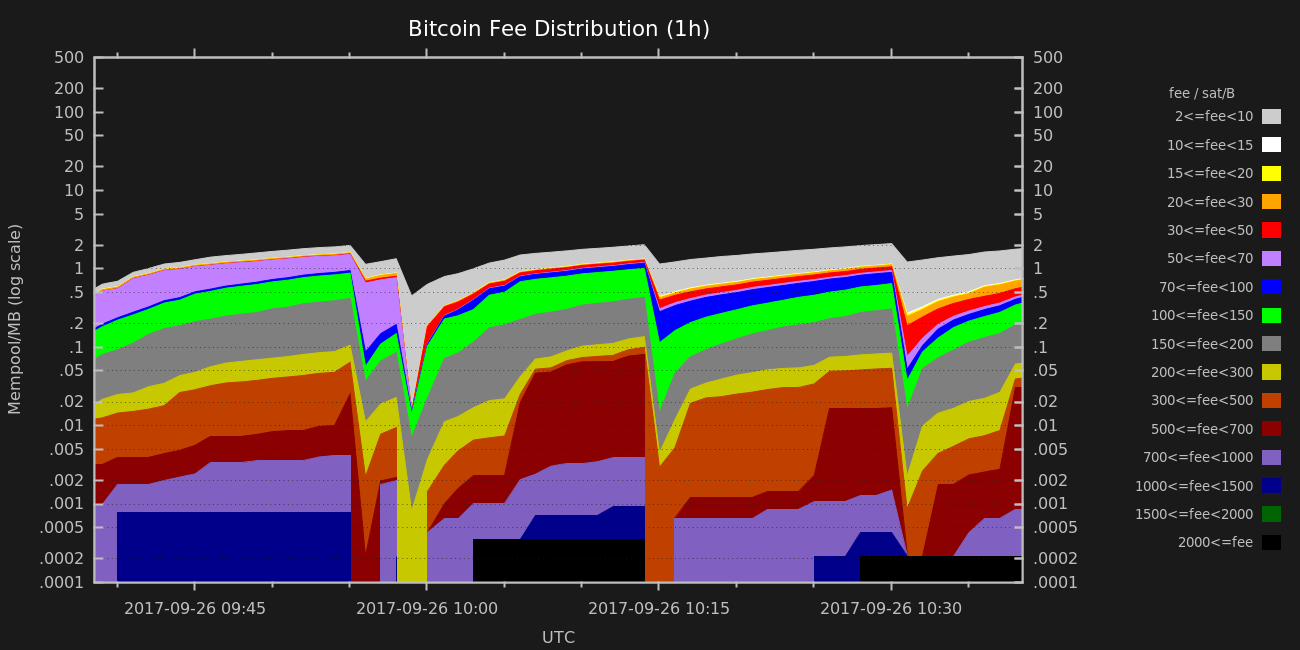 Bitcoin Fee Distribution (1h)
Mempool/MB (log scale)
500
200
100
50
20
10
5
2
1
.5
.2
.1
.05
.02
.01
.005
.002
.001
.0005
.0002
.0001
500
200
100
50
20
10
5
2
1
.5
.2
.1
.05
.02
.01
.005
.002
.001
.0005
.0002
.0001
2017-09-26 09:45
2017-09-26 10:00
2017-09-26 10:15
2017-09-26 10:30
UTC
fee / sat/B
2<=fee<10
10<=fee<15
15<=fee<20
20<=fee<30
30<=fee<50
50<=fee<70
70<=fee<100
100<=fee<150
150<=fee<200
200<=fee<300
300<=fee<500
500<=fee<700
700<=fee<1000
1000<=fee<1500
1500<=fee<2000
2000<=fee